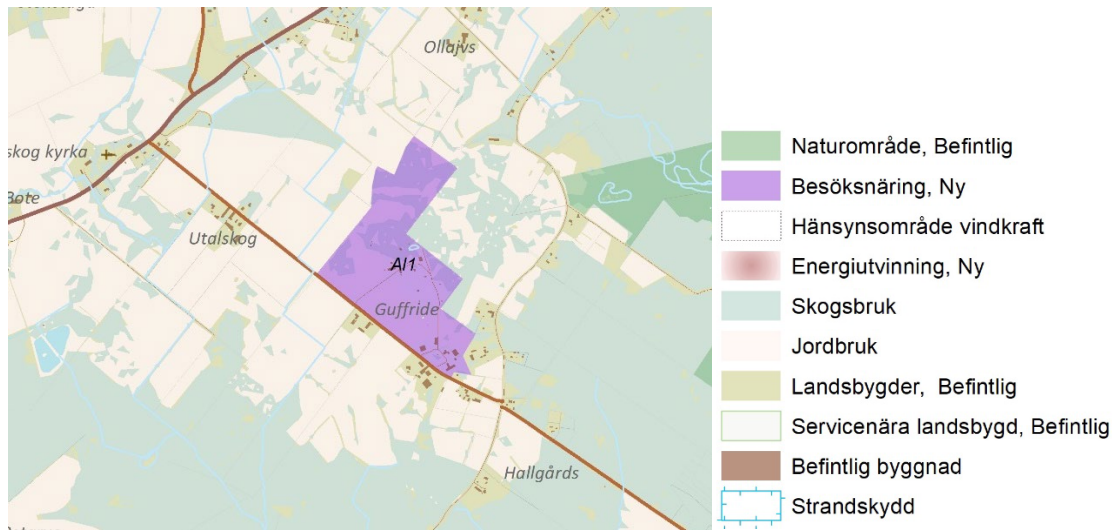 Ollajvs
skog kyrka
Bote
Utalskog
Al1
Guffride
Hallgårds
Naturområde, Befintlig
Besöksnäring, Ny
Hänsynsområde vindkraft
Energiutvinning, Ny
Skogsbruk
Jordbruk
Landsbygder, Befintlig
Servicenära landsbygd, Befintlig
Befintlig byggnad
Strandskydd